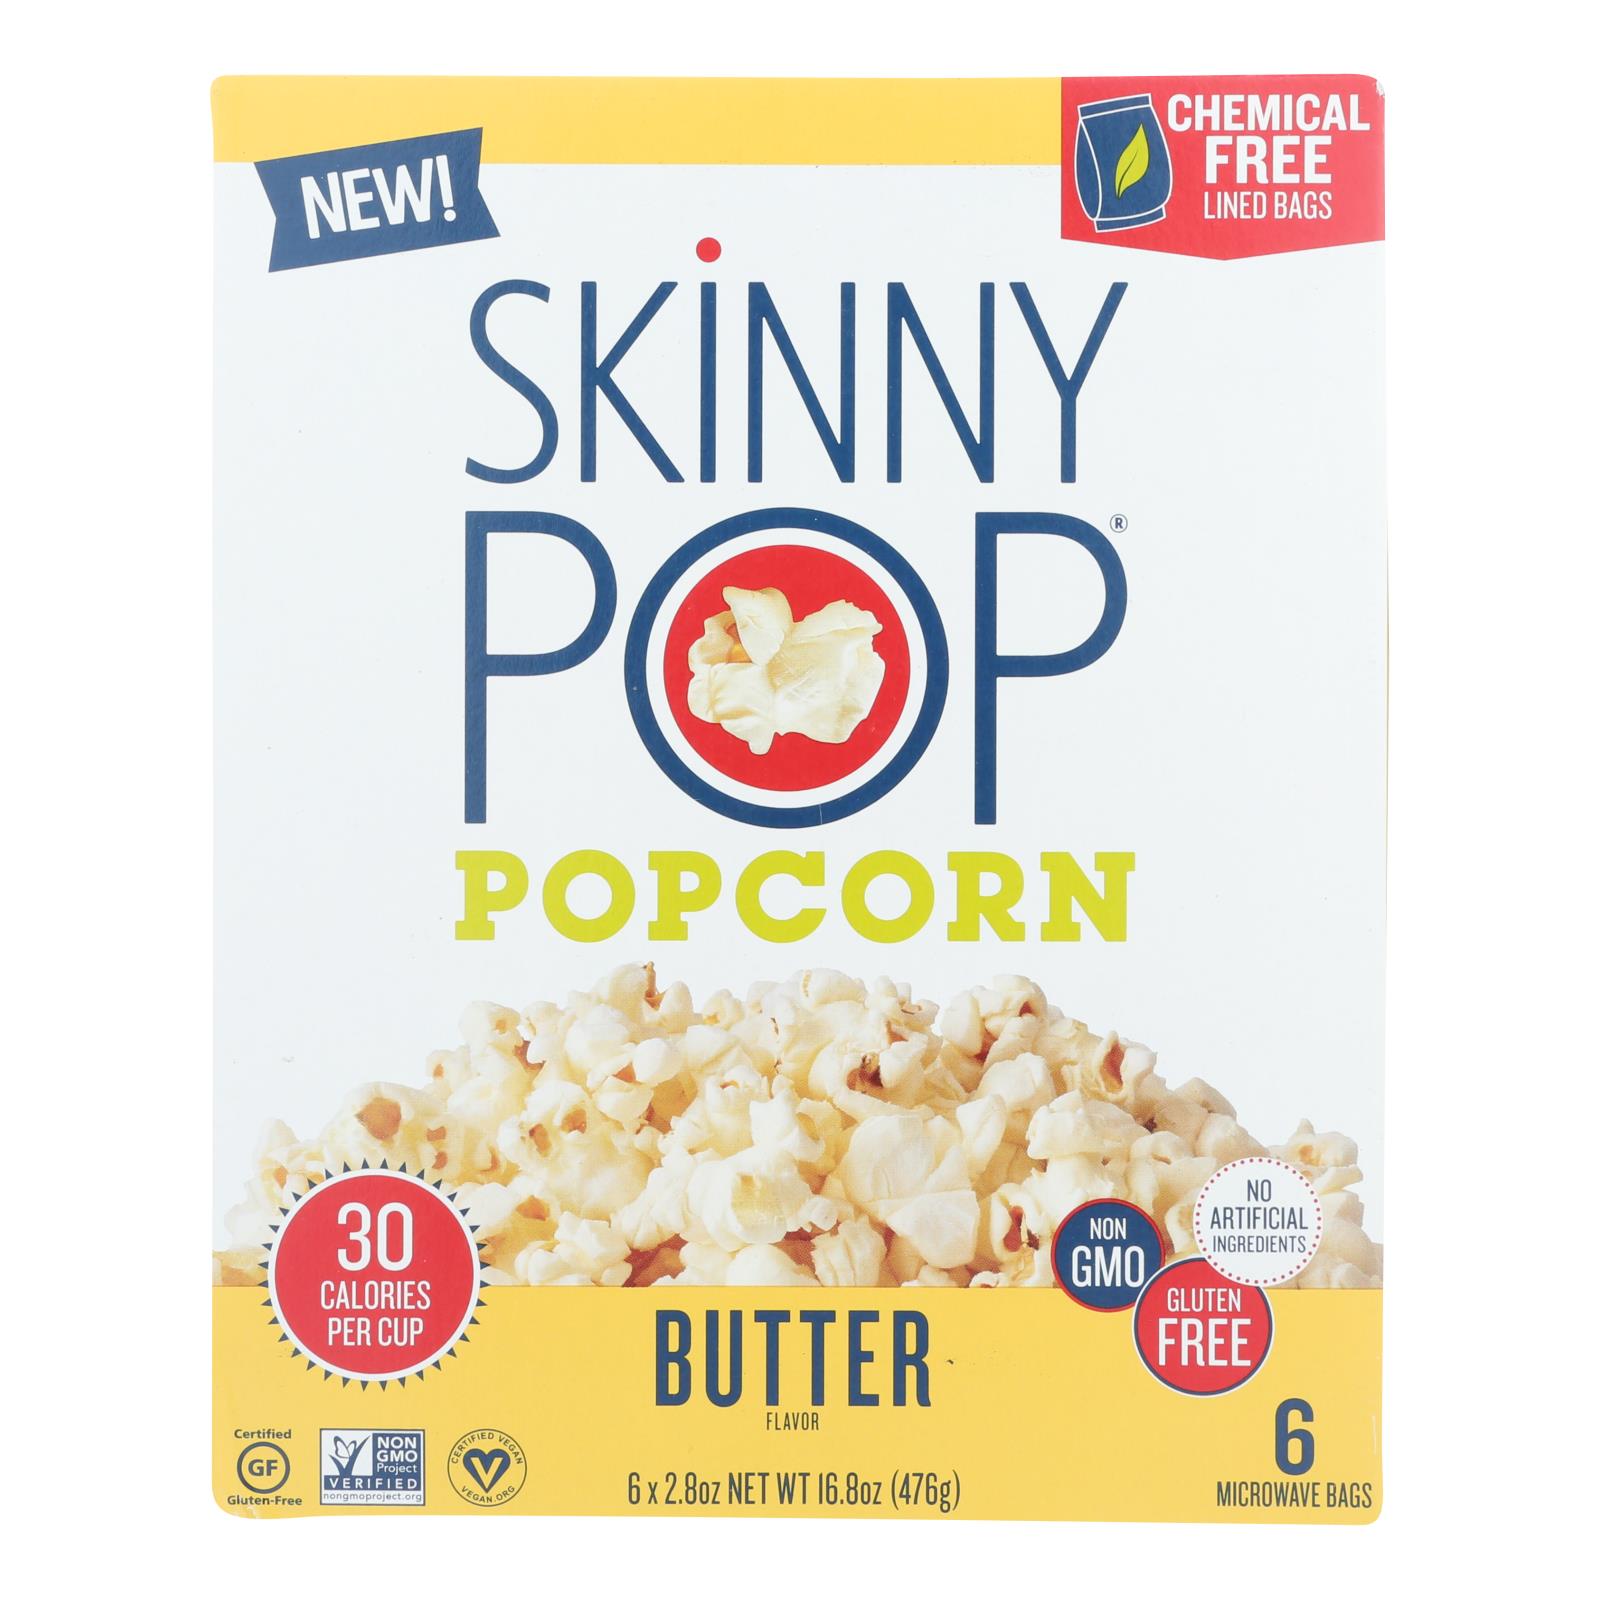 NEW!
CHEMICAL
FREE
LINED BAGS
SKINNY
POP®
POPCORN
30
CALORIES
PER CUP
NO
ARTIFICIAL
INGREDIENTS
NON
GMO
GLUTEN
FREE
BUTTER
FLAVOR
Certified
GF
Gluten-Free
NON
GMO
Project
VERIFIED
nongmoproject.org
CERTIFIED VEGAN
V
VEGAN.ORG
6 x 2.8oz NET WT 16.8oz (476g)
6
MICROWAVE BAGS